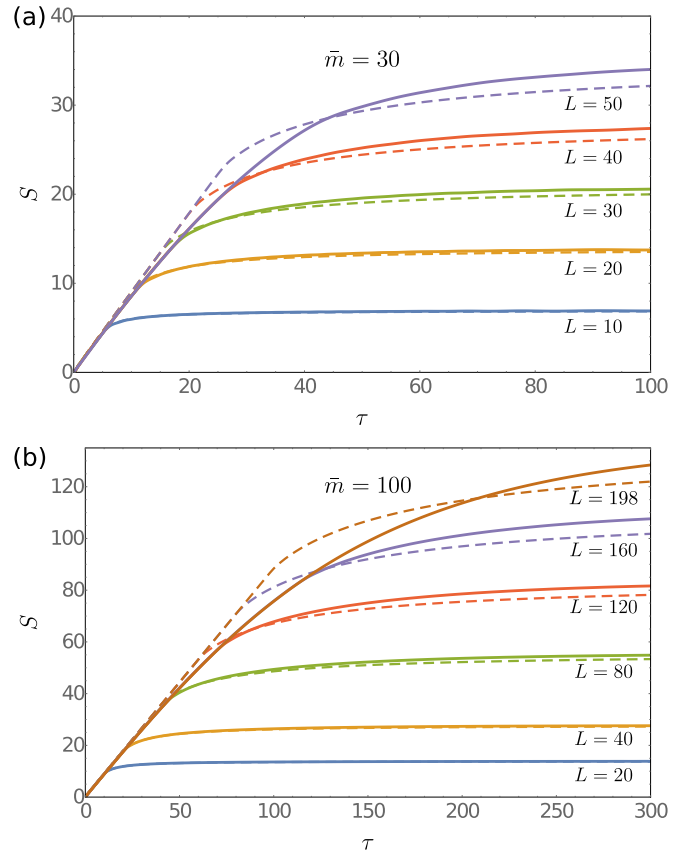 (a)
m̄ = 30
40
30
20
10
0
S
L = 50
L = 40
L = 30
L = 20
L = 10
0 20 40 60 80 100
τ
(b)
m̄ = 100
120
100
80
60
40
20
0
S
L = 198
L = 160
L = 120
L = 80
L = 40
L = 20
0 50 100 150 200 250 300
τ